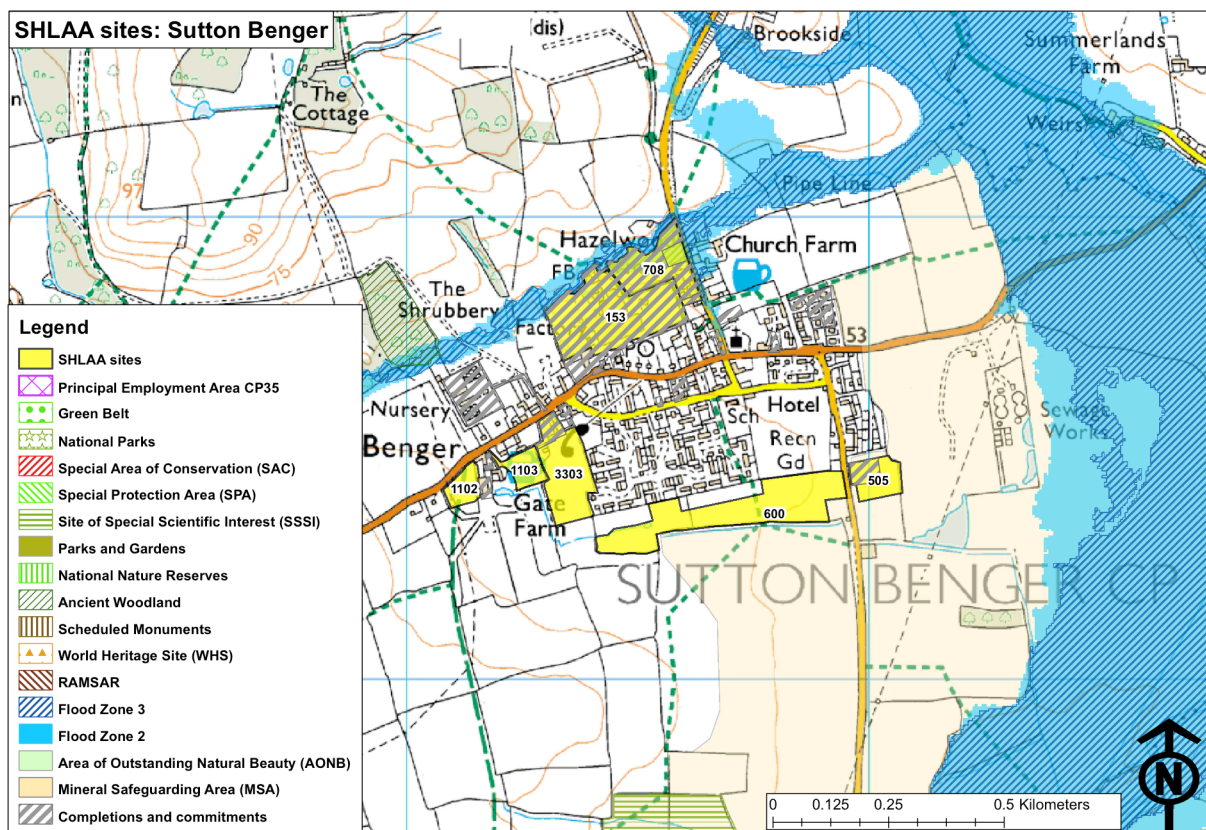 SHLAA sites: Sutton Benger
(dis)
Brookside
Summerlands
Farm
The
Cottage
Weirs
97
90
75
Pipe Line
Hazelwood
Church Farm
FB
708
The
Shrubbery
Factory
153
53
PO
Nursery
Sch
Hotel
Sewage
Works
Benger
Recn
Gd
1103
3303
1102
505
Gate
Farm
600
SUTTON BENGER CP
Legend
SHLAA sites
Principal Employment Area CP35
Green Belt
National Parks
Special Area of Conservation (SAC)
Special Protection Area (SPA)
Site of Special Scientific Interest (SSSI)
Parks and Gardens
National Nature Reserves
Ancient Woodland
Scheduled Monuments
World Heritage Site (WHS)
RAMSAR
Flood Zone 3
Flood Zone 2
Area of Outstanding Natural Beauty (AONB)
Mineral Safeguarding Area (MSA)
Completions and commitments
0 0.125 0.25 0.5 Kilometers
N